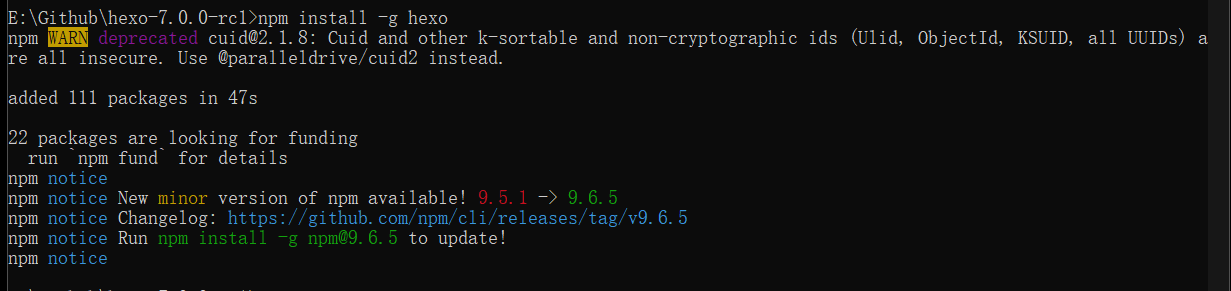 E:\Github\hexo-7.0.0-rc1>npm install -g hexo
npm WARN deprecated cuid@2.1.8: Cuid and other k-sortable and non-cryptographic ids (Ulid, ObjectId, KSUID, all UUIDs) a
re all insecure. Use @paralleldrive/cuid2 instead.
added 111 packages in 47s
22 packages are looking for funding
  run `npm fund` for details
npm notice
npm notice New minor version of npm available! 9.5.1 -> 9.6.5
npm notice Changelog: https://github.com/npm/cli/releases/tag/v9.6.5
npm notice Run npm install -g npm@9.6.5 to update!
npm notice